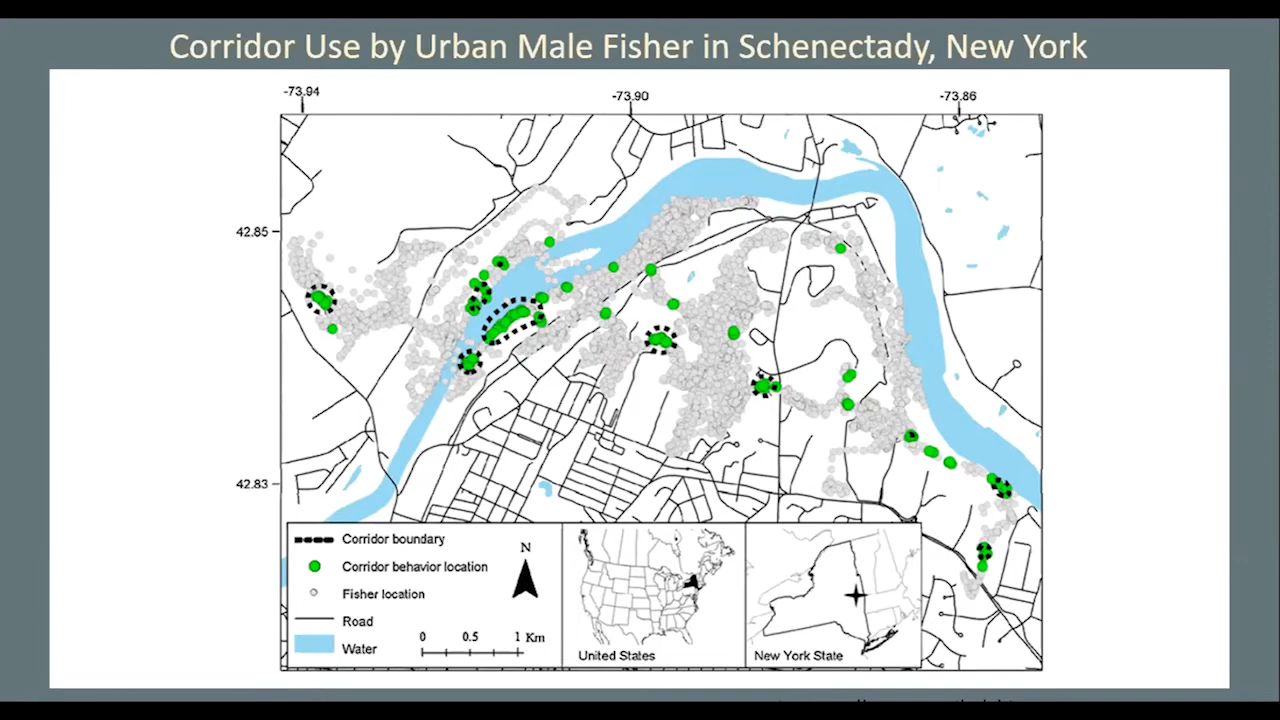 Corridor Use by Urban Male Fisher in Schenectady, New York
-73.94
-73.90
-73.86
42.85
42.83
Corridor boundary
Corridor behavior location
Fisher location
Road
Water
N
0 0.5 1 Km
United States
New York State